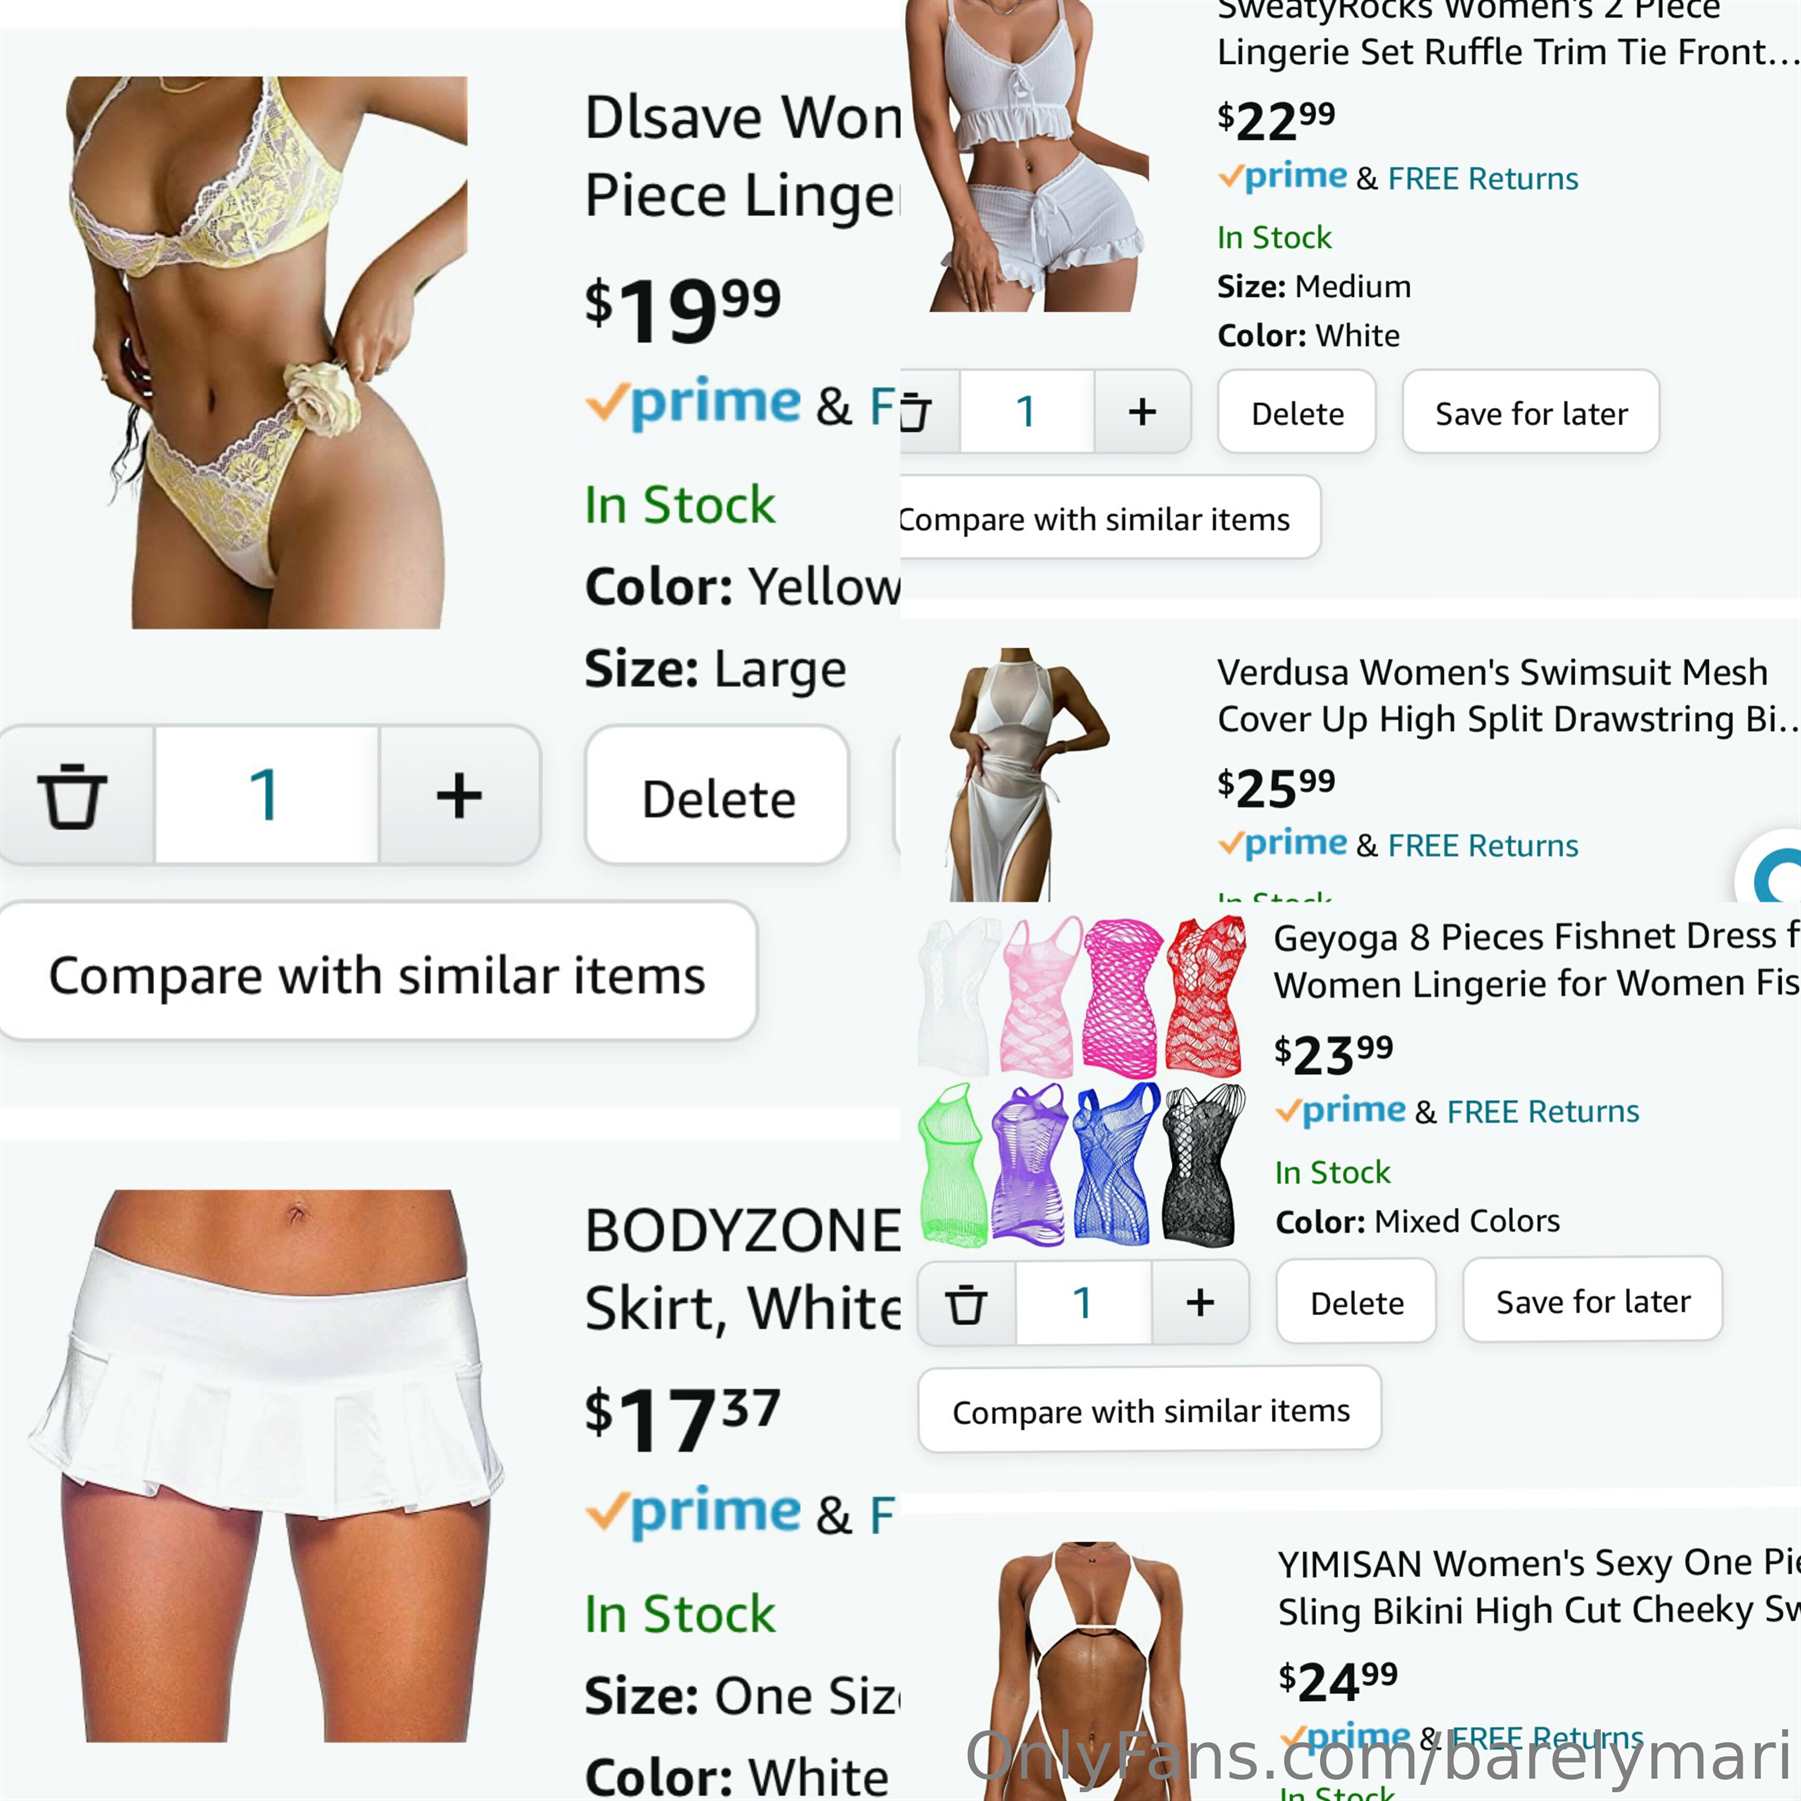 Dlsave Won
Piece Linge
$19 99
prime & F
In Stock
Color: Yellow
Size: Large
1
+
Delete
Compare with similar items
BODYZONE
Skirt, White
$17 37
prime & F
In Stock
Size: One Siz
Color: White
SweatyRocks Women's 2 Piece
Lingerie Set Ruffle Trim Tie Front...
$22 99
prime & FREE Returns
In Stock
Size: Medium
Color: White
1
+
Delete
Save for later
Compare with similar items
Verdusa Women's Swimsuit Mesh
Cover Up High Split Drawstring Bi...
$25 99
prime & FREE Returns
In Stock
Geyoga 8 Pieces Fishnet Dress f
Women Lingerie for Women Fis
$23 99
prime & FREE Returns
In Stock
Color: Mixed Colors
1
+
Delete
Save for later
Compare with similar items
YIMISAN Women's Sexy One Pie
Sling Bikini High Cut Cheeky Sw
$24 99
prime & FREE Returns
In Stock
OnlyFans.com/barelymari